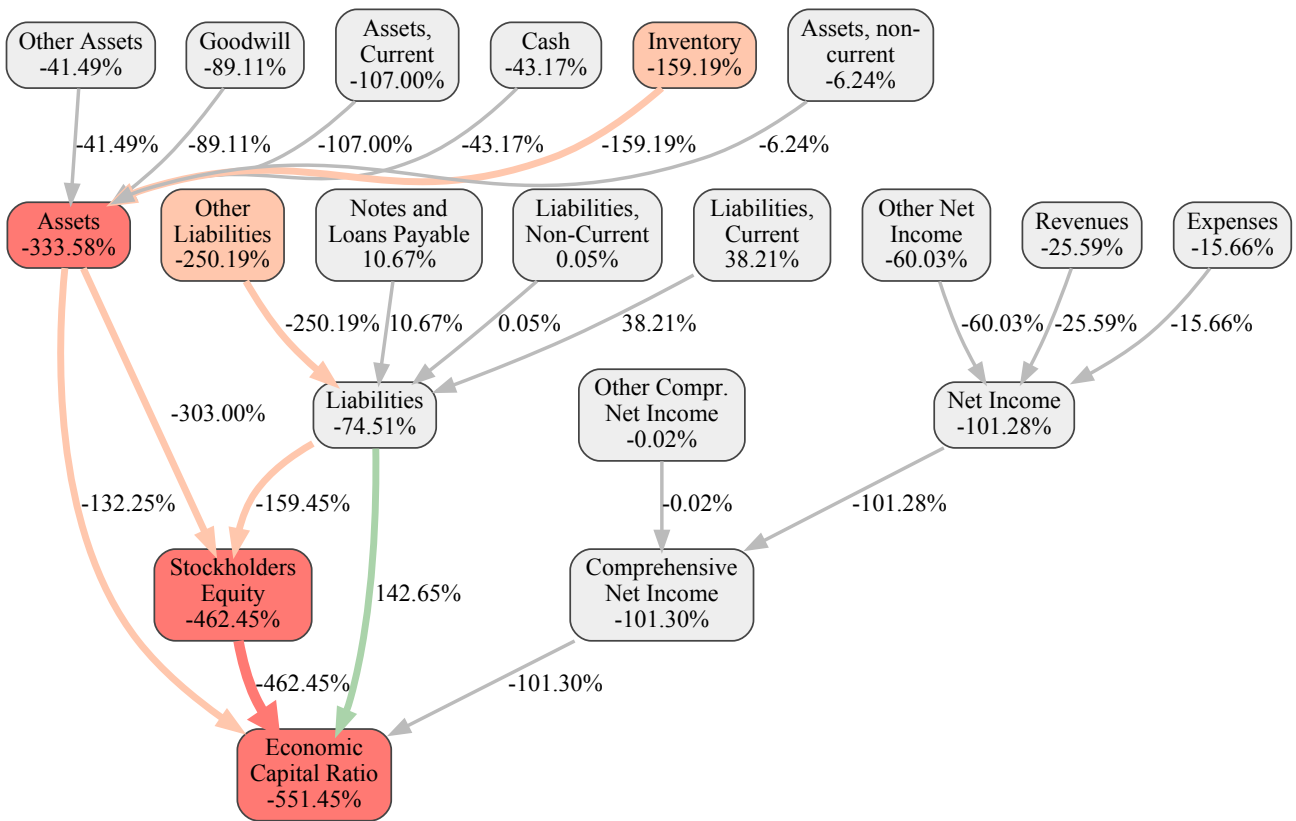 Other Assets
-41.49%
Goodwill
-89.11%
Assets,
Current
-107.00%
Cash
-43.17%
Inventory
-159.19%
Assets, non-
current
-6.24%
-41.49%
-89.11%
-107.00%
-43.17%
-159.19%
-6.24%
Assets
-333.58%
Other
Liabilities
-250.19%
Notes and
Loans Payable
10.67%
Liabilities,
Non-Current
0.05%
Liabilities,
Current
38.21%
Other Net
Income
-60.03%
Revenues
-25.59%
Expenses
-15.66%
-250.19%
10.67%
0.05%
38.21%
-60.03%
-25.59%
-15.66%
-303.00%
Liabilities
-74.51%
Other Compr.
Net Income
-0.02%
Net Income
-101.28%
-132.25%
-159.45%
-0.02%
-101.28%
Stockholders
Equity
-462.45%
142.65%
Comprehensive
Net Income
-101.30%
-462.45%
-101.30%
Economic
Capital Ratio
-551.45%